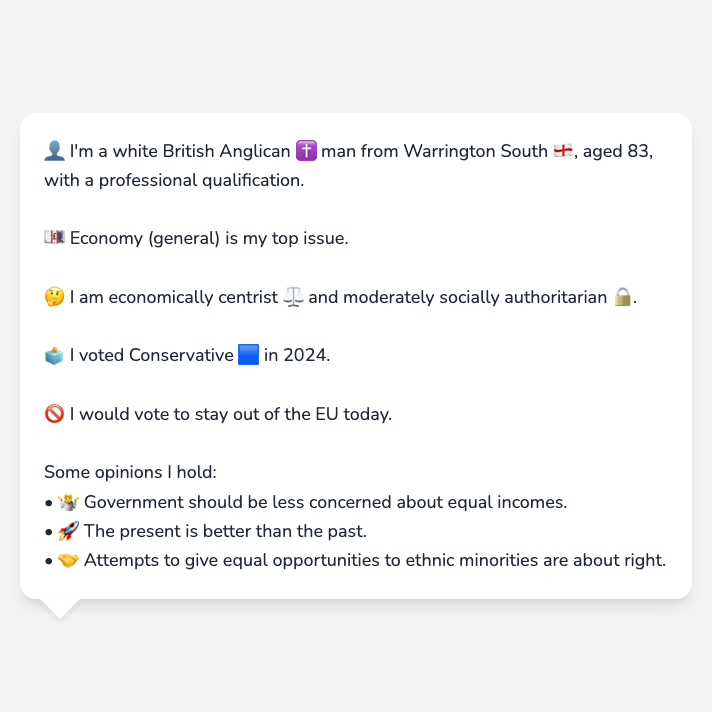 👤 I'm a white British Anglican ✝️ man from Warrington South 🏴󠁧󠁢󠁥󠁮󠁧󠁿, aged 83,
with a professional qualification.
💷 Economy (general) is my top issue.
🤔 I am economically centrist ⚖️ and moderately socially authoritarian 🔒.
🗳️ I voted Conservative 🟦 in 2024.
🚫 I would vote to stay out of the EU today.
Some opinions I hold:
• 🤷 Government should be less concerned about equal incomes.
• 🚀 The present is better than the past.
• 🤝 Attempts to give equal opportunities to ethnic minorities are about right.